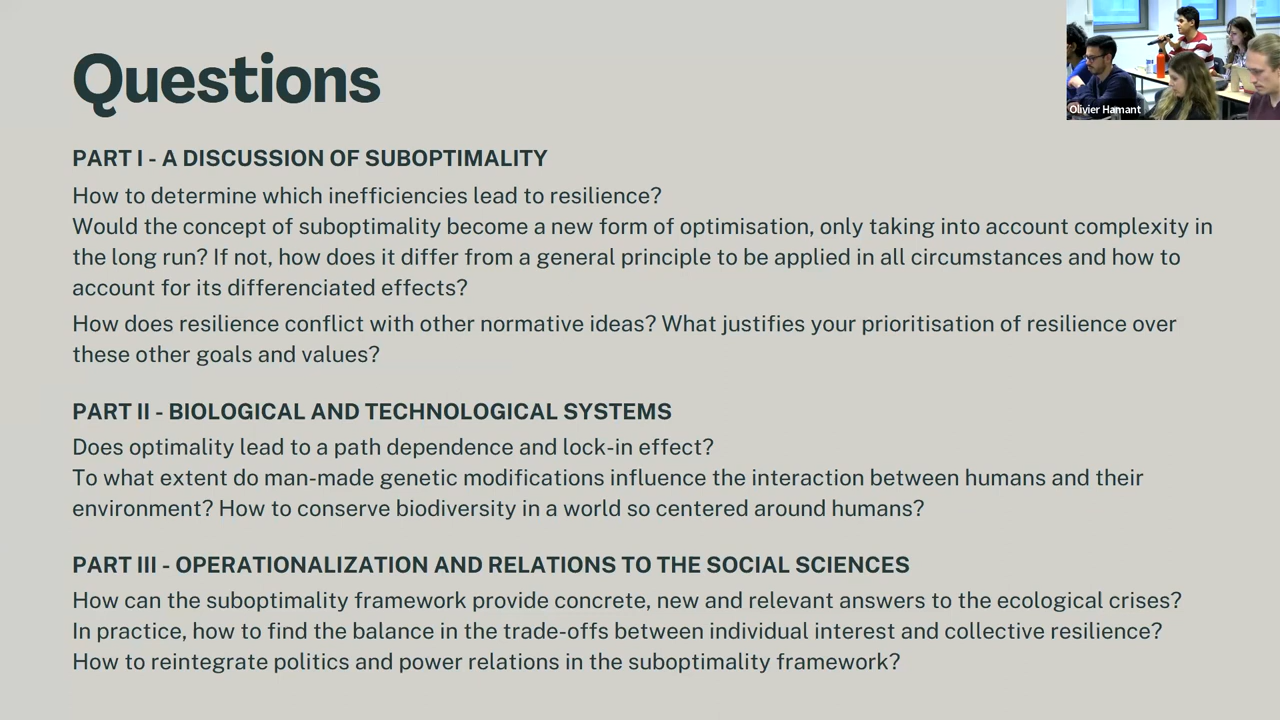 Questions
Olivier Hamant
PART I - A DISCUSSION OF SUBOPTIMALITY
How to determine which inefficiencies lead to resilience?
Would the concept of suboptimality become a new form of optimisation, only taking into account complexity in
the long run? If not, how does it differ from a general principle to be applied in all circumstances and how to
account for its differenciated effects?
How does resilience conflict with other normative ideas? What justifies your prioritisation of resilience over
these other goals and values?
PART II - BIOLOGICAL AND TECHNOLOGICAL SYSTEMS
Does optimality lead to a path dependence and lock-in effect?
To what extent do man-made genetic modifications influence the interaction between humans and their
environment? How to conserve biodiversity in a world so centered around humans?
PART III - OPERATIONALIZATION AND RELATIONS TO THE SOCIAL SCIENCES
How can the suboptimality framework provide concrete, new and relevant answers to the ecological crises?
In practice, how to find the balance in the trade-offs between individual interest and collective resilience?
How to reintegrate politics and power relations in the suboptimality framework?